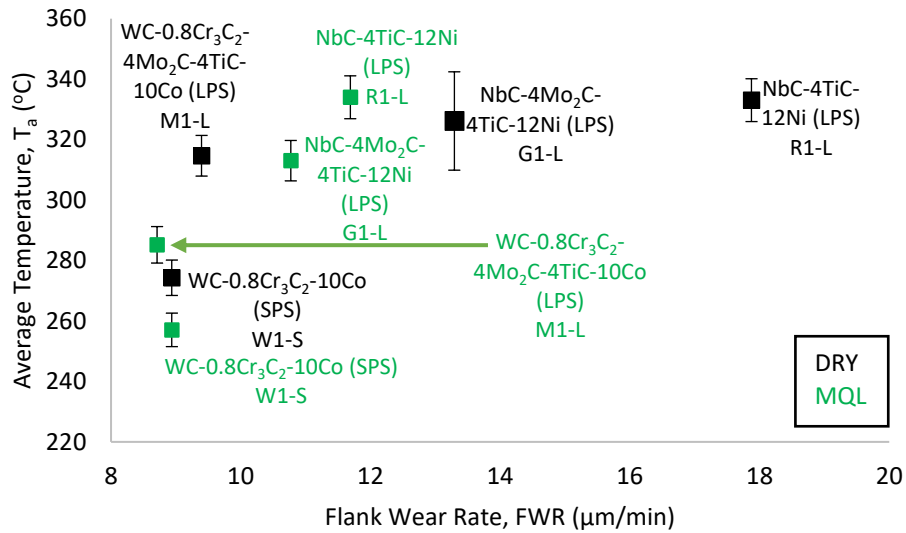 360
340
320
300
280
260
240
220
Average Temperature, Tₐ (ᵒC)
WC-0.8Cr₃C₂-
4Mo₂C-4TiC-
10Co (LPS)
M1-L
NbC-4TiC-12Ni
(LPS)
R1-L
NbC-4Mo₂C-
4TiC-12Ni (LPS)
G1-L
NbC-4TiC-
12Ni (LPS)
R1-L
NbC-4Mo₂C-
4TiC-12Ni
(LPS)
G1-L
WC-0.8Cr₃C₂-
4Mo₂C-4TiC-10Co
(LPS)
M1-L
WC-0.8Cr₃C₂-10Co
(SPS)
W1-S
WC-0.8Cr₃C₂-10Co (SPS)
W1-S
DRY
MQL
8 10 12 14 16 18 20
Flank Wear Rate, FWR (μm/min)